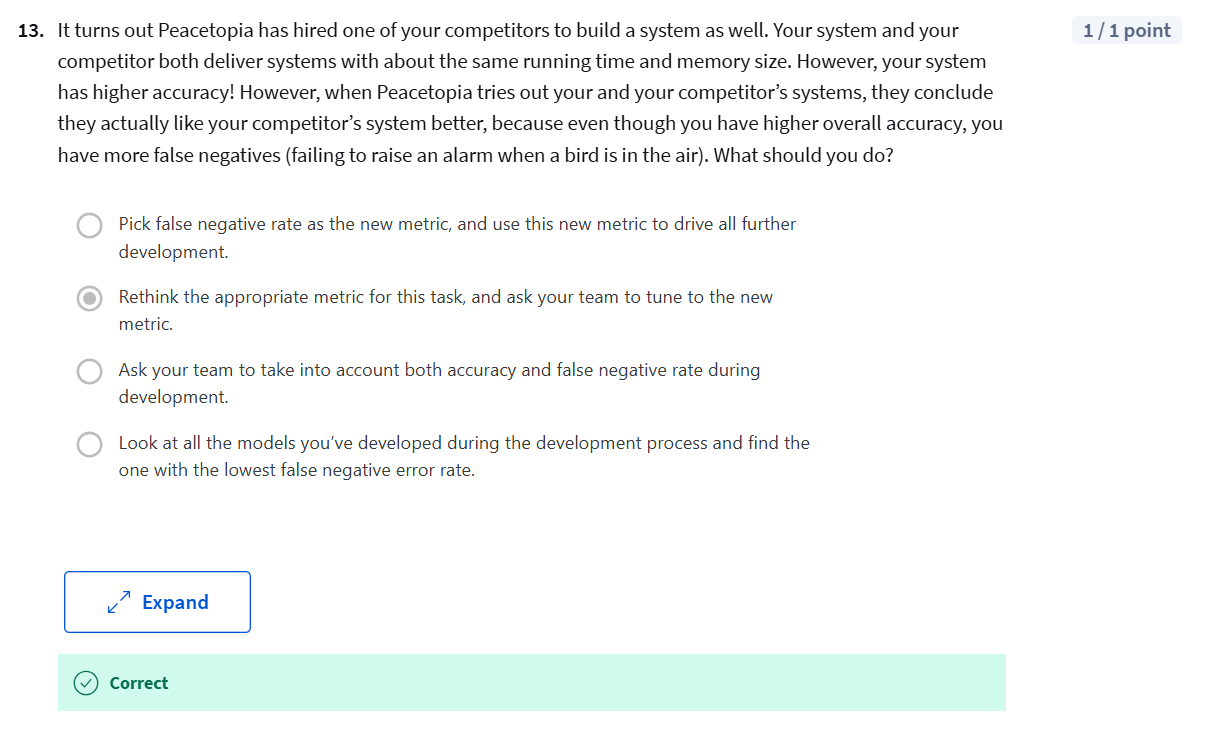 13. It turns out Peacetopia has hired one of your competitors to build a system as well. Your system and your
1 / 1 point
competitor both deliver systems with about the same running time and memory size. However, your system
has higher accuracy! However, when Peacetopia tries out your and your competitor’s systems, they conclude
they actually like your competitor’s system better, because even though you have higher overall accuracy, you
have more false negatives (failing to raise an alarm when a bird is in the air). What should you do?
Pick false negative rate as the new metric, and use this new metric to drive all further
development.
Rethink the appropriate metric for this task, and ask your team to tune to the new
metric.
Ask your team to take into account both accuracy and false negative rate during
development.
Look at all the models you’ve developed during the development process and find the
one with the lowest false negative error rate.
Expand
Correct